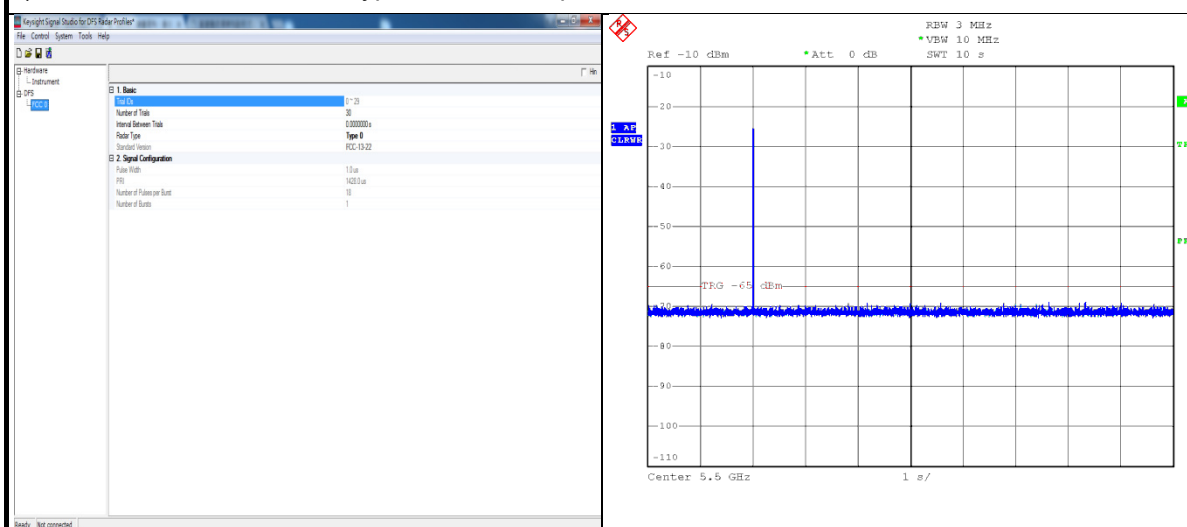 Keysight Signal Studio for DFS Radar Profiles*
File Control System Tools Help
Hardware
Instrument
DFS
FCC 0
Hin
1. Basic
Trial IDs 0 ~ 29
Number of Trials 30
Interval Between Trials 0.0000000 s
Radar Type Type 0
Standard Version FCC-13-22
2. Signal Configuration
Pulse Width 1.0 us
PRI 1428.0 us
Number of Pulses per Burst 18
Number of Bursts 1
Ready Not connected
R S
RBW 3 MHz
*VBW 10 MHz
Ref -10 dBm *Att 0 dB SWT 10 s
-10
-20
1 AP
CLRWR
-30
-40
-50
-60
TRG -65 dBm
-70
-80
-90
-100
-110
Center 5.5 GHz 1 s/